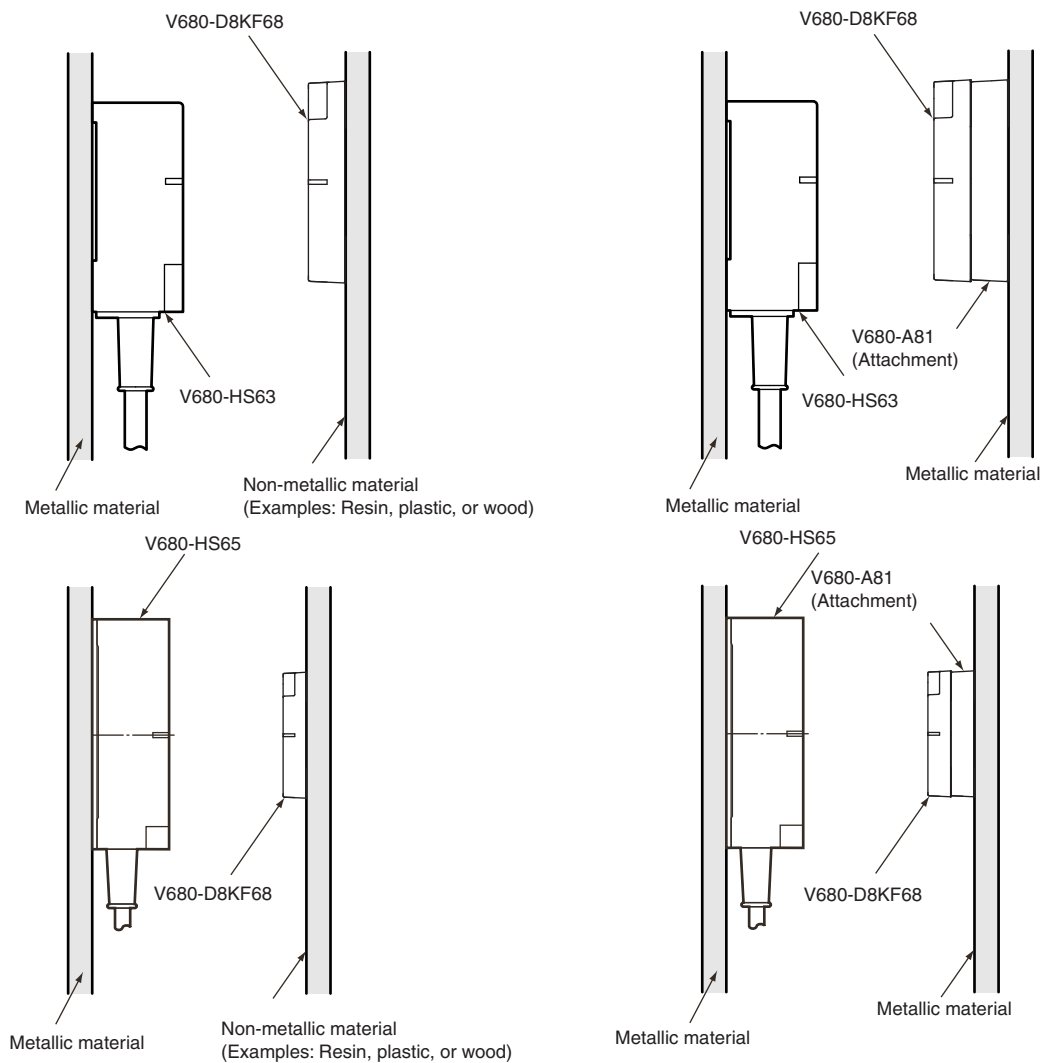 V680-D8KF68
V680-HS63
Metallic material
Non-metallic material
(Examples: Resin, plastic, or wood)
V680-D8KF68
V680-A81
(Attachment)
V680-HS63
Metallic material
Metallic material
V680-HS65
V680-D8KF68
Metallic material
Non-metallic material
(Examples: Resin, plastic, or wood)
V680-HS65
V680-A81
(Attachment)
V680-D8KF68
Metallic material
Metallic material